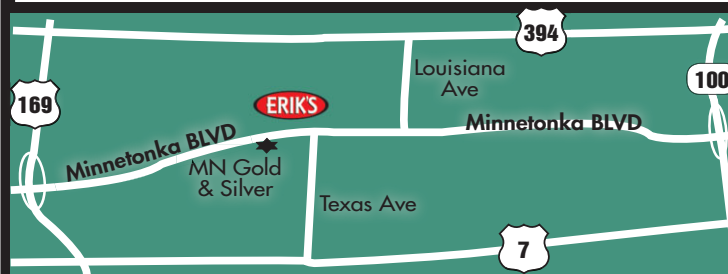 394
Louisiana
Ave
100
169
ERIK'S
Minnetonka BLVD
Minnetonka BLVD
MN Gold
& Silver
Texas Ave
7